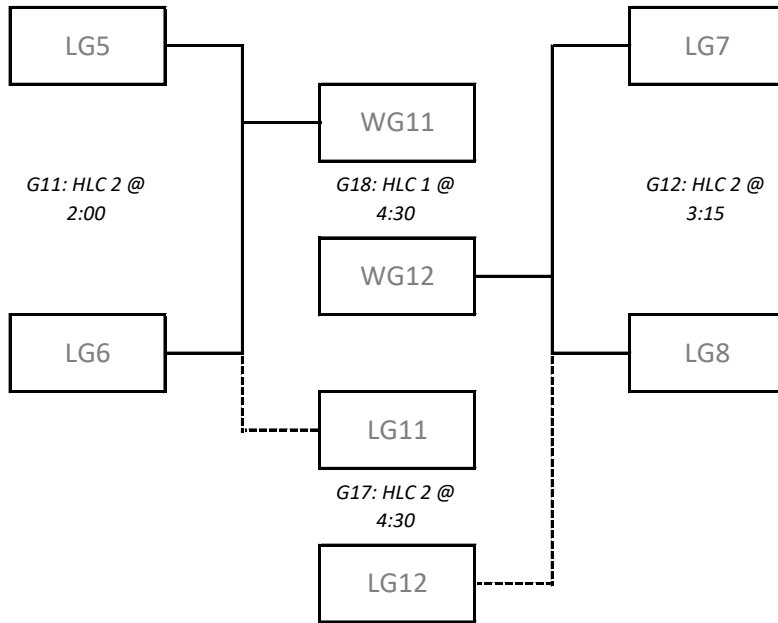 LG5
LG7
WG11
G11: HLC 2 @
2:00
G18: HLC 1 @
4:30
G12: HLC 2 @
3:15
WG12
LG6
LG8
LG11
G17: HLC 2 @
4:30
LG12